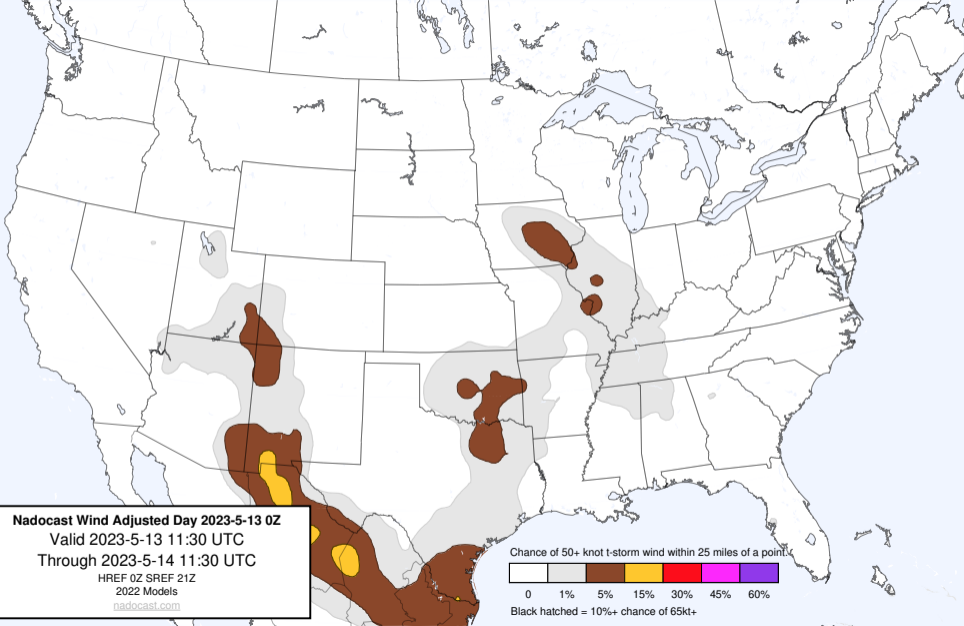 Nadocast Wind Adjusted Day 2023-5-13 0Z
Valid 2023-5-13 11:30 UTC
Through 2023-5-14 11:30 UTC
HREF 0Z SREF 21Z
2022 Models
nadocast.com
Chance of 50+ knot t-storm wind within 25 miles of a point.
0 1% 5% 15% 30% 45% 60%
Black hatched = 10%+ chance of 65kt+